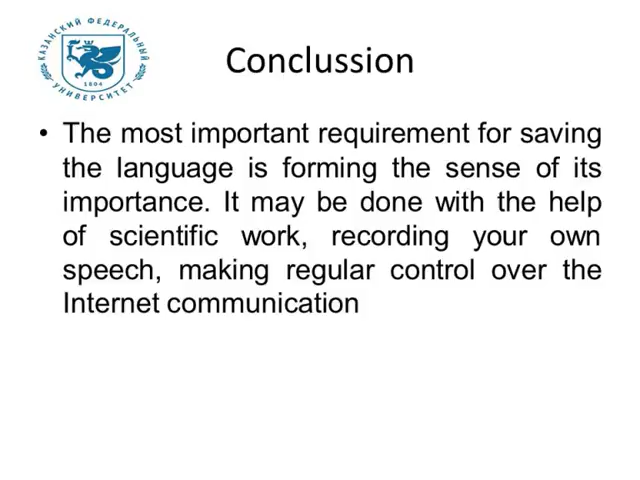 КАЗАНСКИЙ ФЕДЕРАЛЬНЫЙ
УНИВЕРСИТЕТ
1804
Conclussion
• The most important requirement for saving
the language is forming the sense of its
importance. It may be done with the help
of scientific work, recording your own
speech, making regular control over the
Internet communication